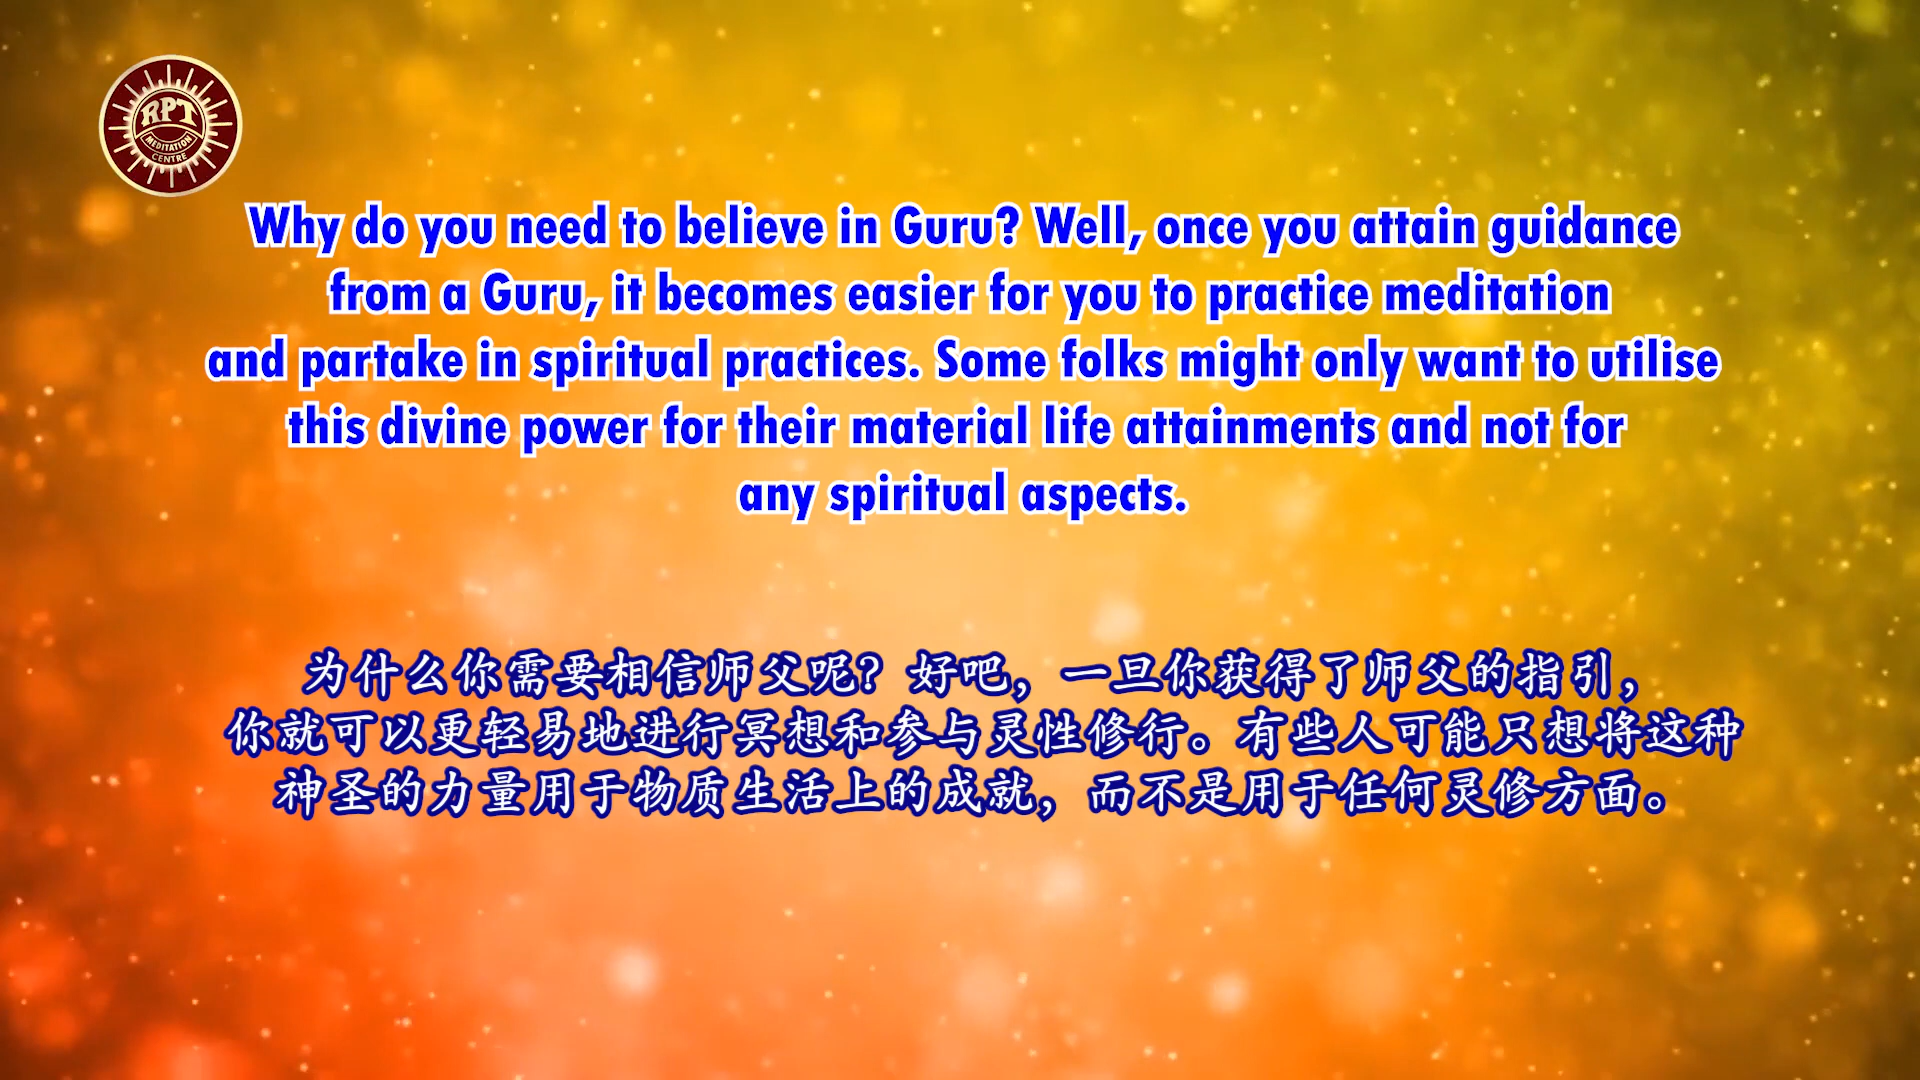 RPT
MEDITATION
CENTRE
Why do you need to believe in Guru? Well, once you attain guidance
from a Guru, it becomes easier for you to practice meditation
and partake in spiritual practices. Some folks might only want to utilise
this divine power for their material life attainments and not for
any spiritual aspects.
为什么你需要相信师父呢？好吧，一旦你获得了师父的指引，
你就可以更轻易地进行冥想和参与灵性修行。有些人可能只想将这种
神圣的力量用于物质生活上的成就，而不是用于任何灵修方面。